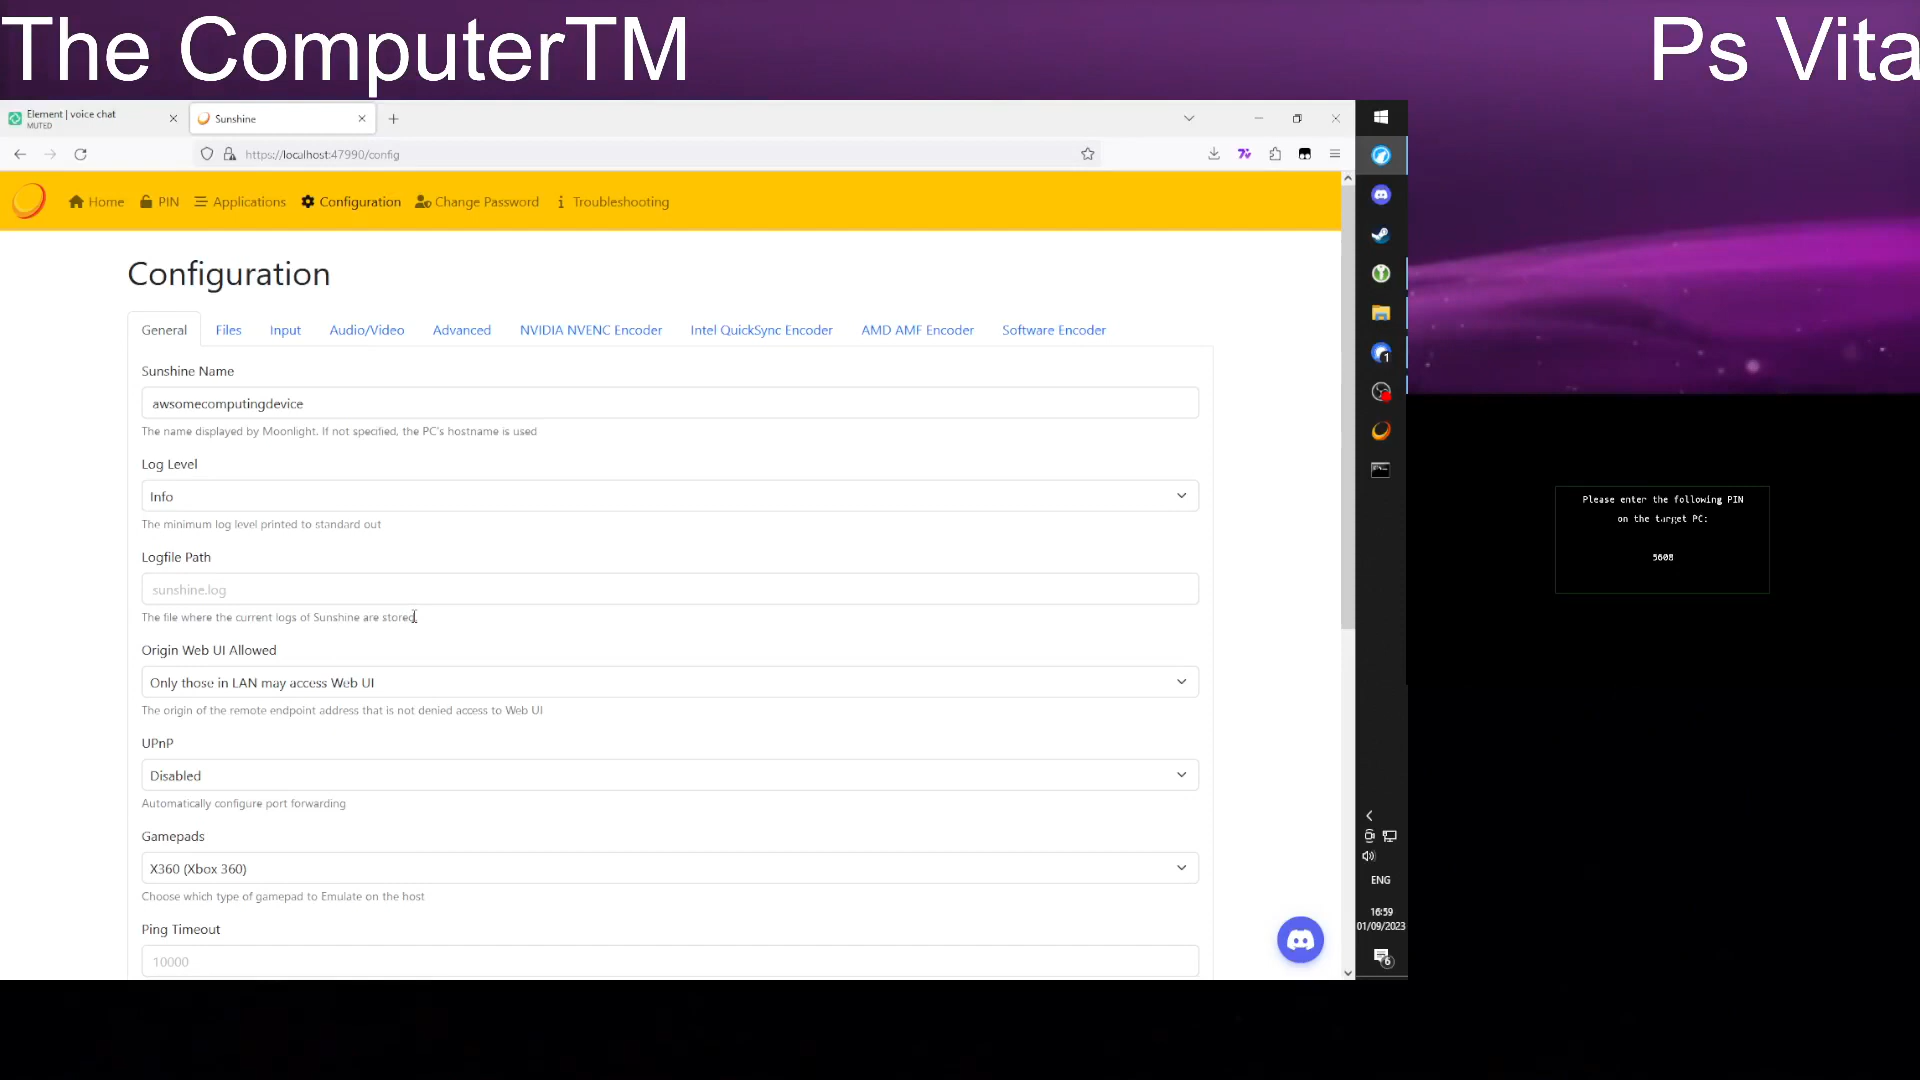 The ComputerTM
Ps Vita
Element | voice chat
MUTED
Sunshine
https://localhost:47990/config
Home
PIN
Applications
Configuration
Change Password
Troubleshooting
Configuration
General
Files
Input
Audio/Video
Advanced
NVIDIA NVENC Encoder
Intel QuickSync Encoder
AMD AMF Encoder
Software Encoder
Sunshine Name
awsomecomputingdevice
The name displayed by Moonlight. If not specified, the PC's hostname is used
Log Level
Info
The minimum log level printed to standard out
Logfile Path
sunshine.log
The file where the current logs of Sunshine are stored
Origin Web UI Allowed
Only those in LAN may access Web UI
The origin of the remote endpoint address that is not denied access to Web UI
UPnP
Disabled
Automatically configure port forwarding
Gamepads
X360 (Xbox 360)
Choose which type of gamepad to Emulate on the host
Ping Timeout
10000
1
ENG
16:59
01/09/2023
6
Please enter the following PIN
on the target PC:
5608